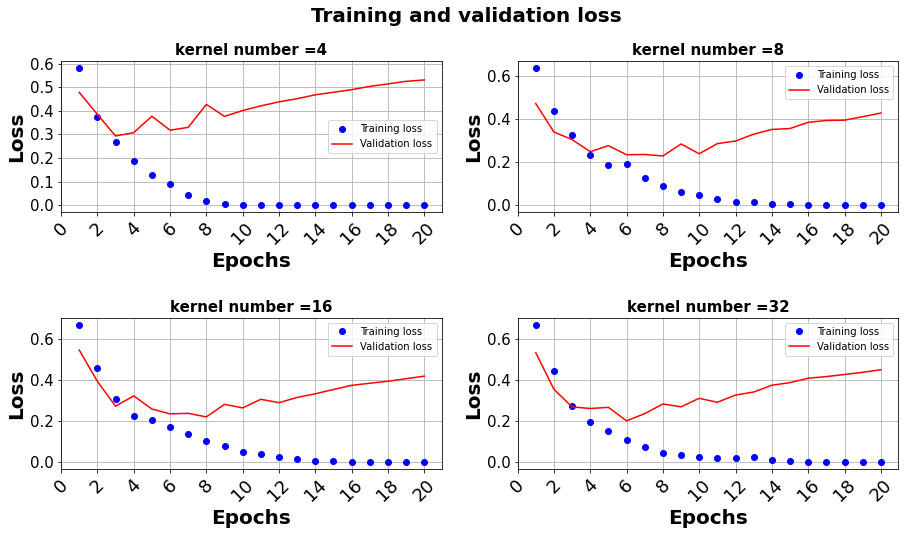 Training and validation loss
kernel number =4
Loss
0.6
0.5
0.4
0.3
0.2
0.1
0.0
Training loss
Validation loss
0 2 4 6 8 10 12 14 16 18 20
Epochs
kernel number =8
Loss
0.6
0.4
0.2
0.0
Training loss
Validation loss
0 2 4 6 8 10 12 14 16 18 20
Epochs
kernel number =16
Loss
0.6
0.4
0.2
0.0
Training loss
Validation loss
0 2 4 6 8 10 12 14 16 18 20
Epochs
kernel number =32
Loss
0.6
0.4
0.2
0.0
Training loss
Validation loss
0 2 4 6 8 10 12 14 16 18 20
Epochs